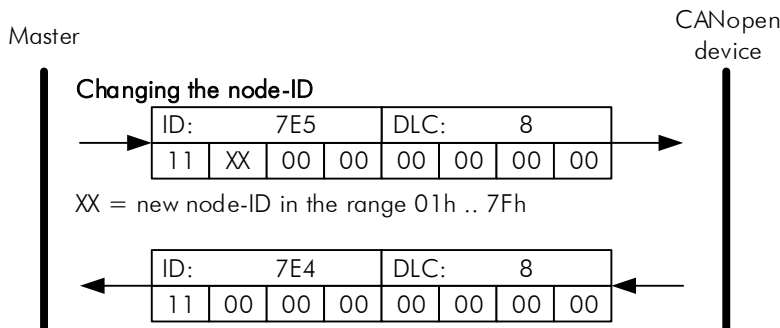 Master
CANopen
device
Changing the node-ID
ID: 7E5 DLC: 8
11 XX 00 00 00 00 00 00
XX = new node-ID in the range 01h .. 7Fh
ID: 7E4 DLC: 8
11 00 00 00 00 00 00 00